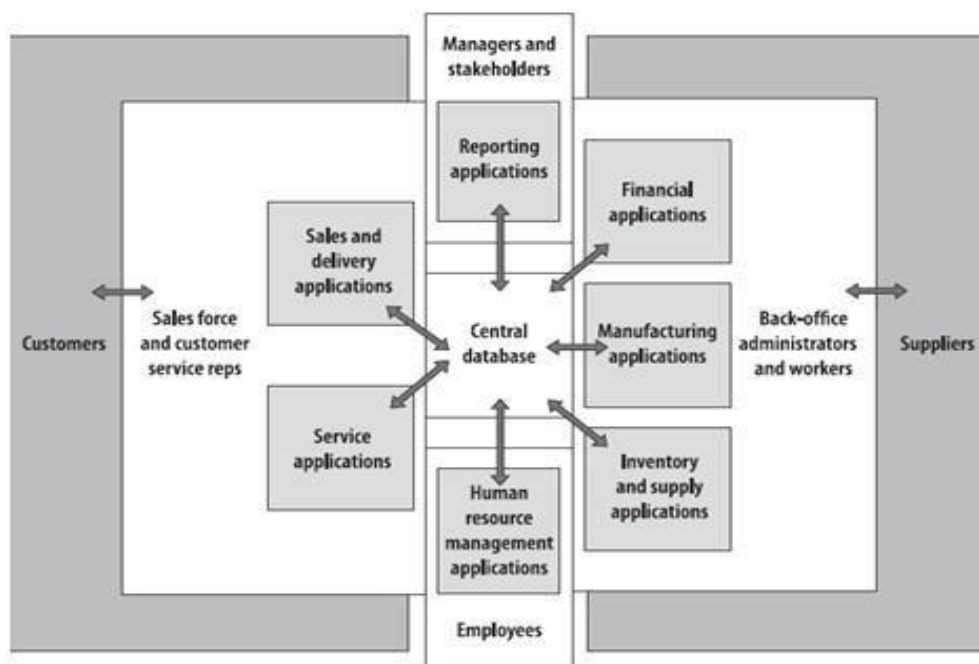 Managers and
stakeholders
Reporting
applications
Financial
applications
Sales and
delivery
applications
Customers
Sales force
and customer
service reps
Central
database
Manufacturing
applications
Back-office
administrators
and workers
Suppliers
Service
applications
Inventory
and supply
applications
Human
resource
management
applications
Employees